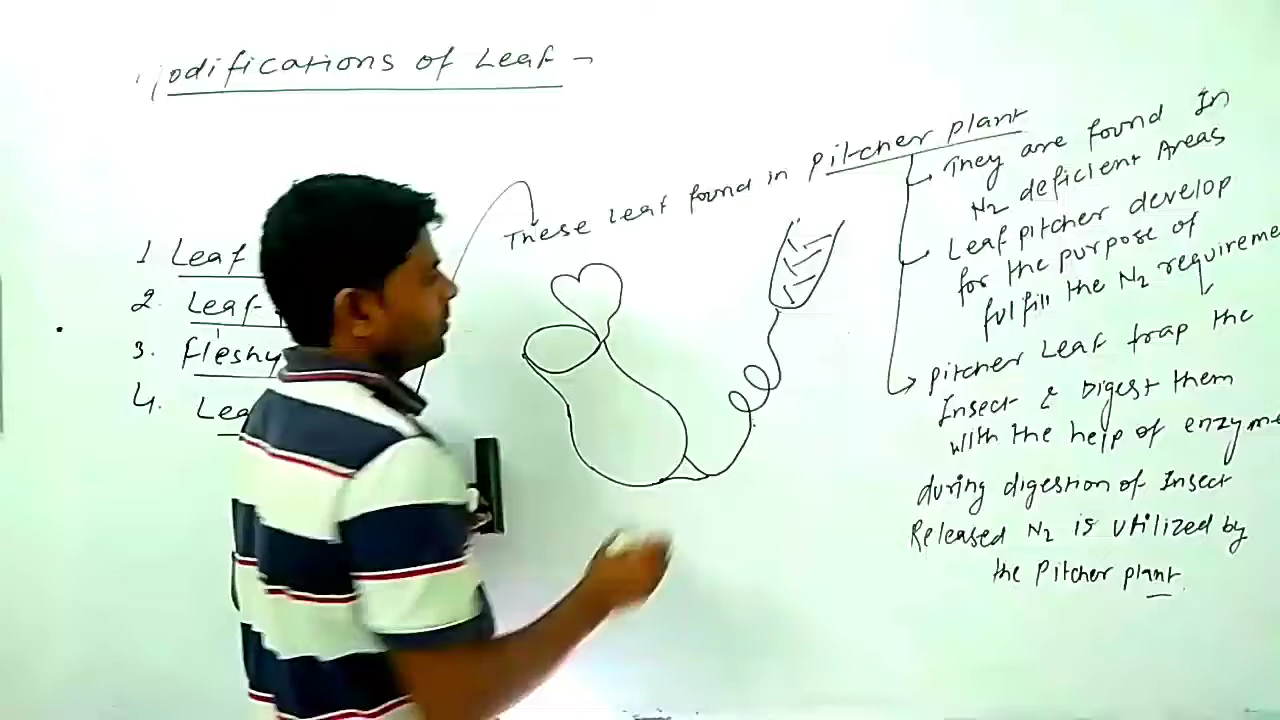 Modifications of Leaf -
1 Leaf
2. Leaf-
3. fleshy
4. Lea
These leaf found in pitcher plant
They are found In
N2 deficient Areas
Leaf pitcher develop
for the purpose of
fulfill the N2 requireme
pitcher Leaf trap the
Insect & Digest them
with the help of enzyme
during digestion of Insect
Released N2 is utilized by
the Pitcher plant.